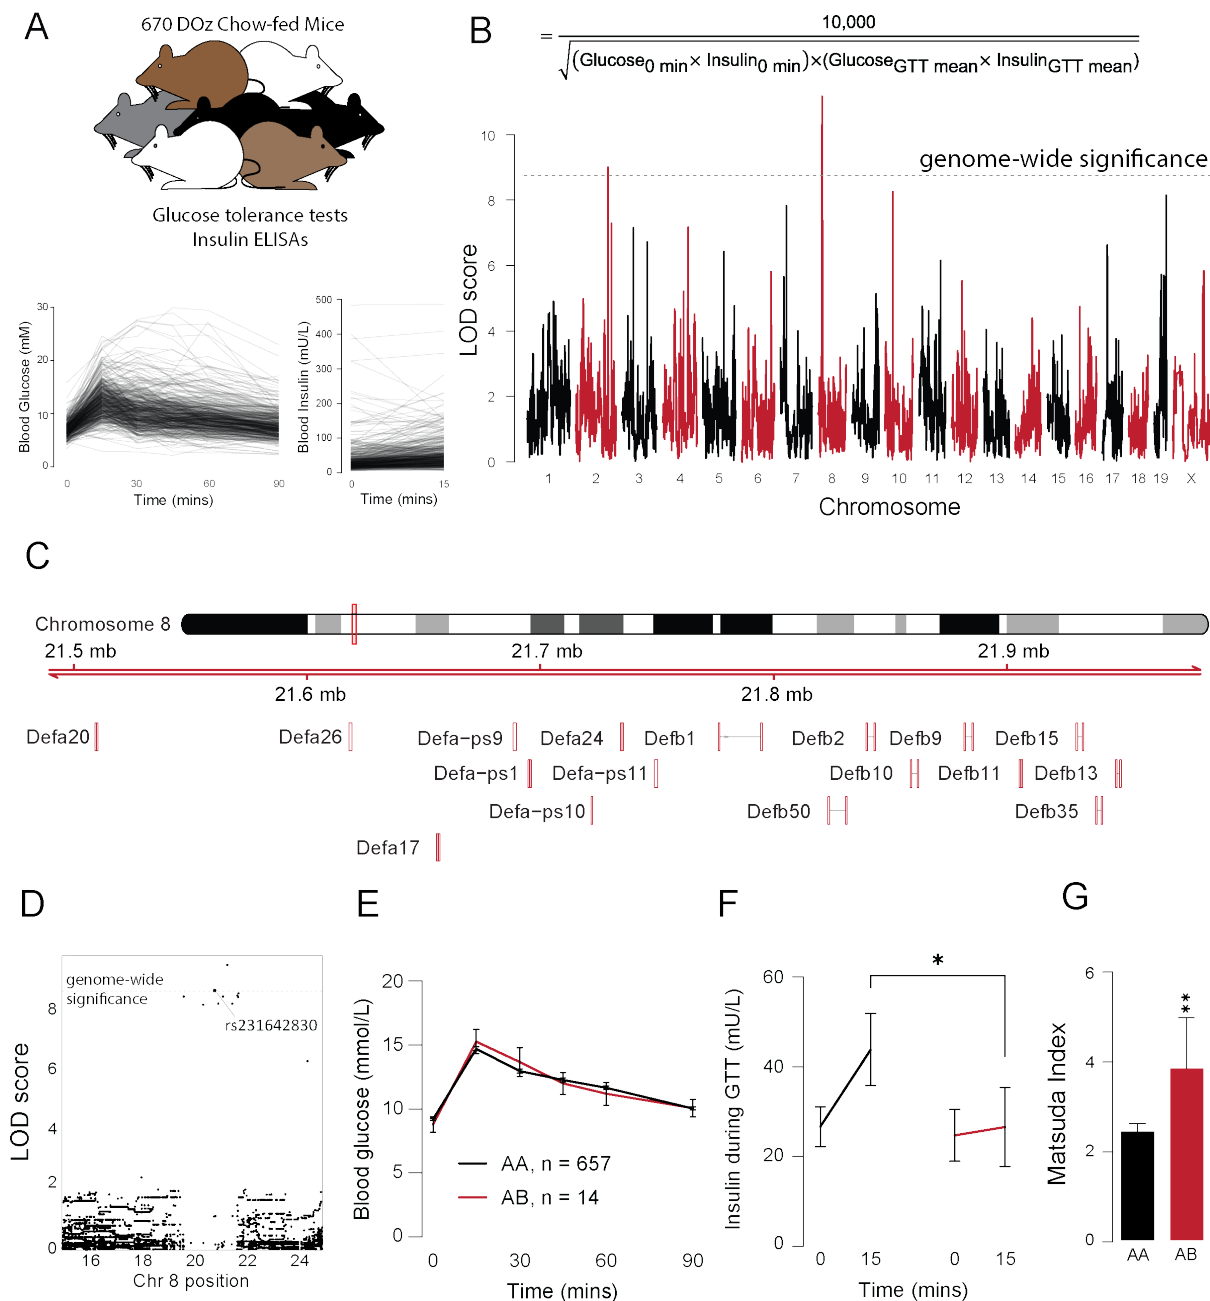 A
670 DOz Chow-fed Mice
Glucose tolerance tests
Insulin ELISAs
Blood Glucose (mM)
30
20
10
0
0 30 60 90
Time (mins)
Blood Insulin (mU/L)
500
400
300
200
100
0
0 15
Time (mins)
B
= 10,000
√(Glucose0 min× Insulin0 min)×(GlucoseGTT mean× InsulinGTT mean)
genome-wide significance
LOD score
10
8
6
4
2
0
1 2 3 4 5 6 7 8 9 10 11 12 13 14 15 16 17 18 19 X
Chromosome
C
Chromosome 8
21.5 mb 21.7 mb 21.9 mb
21.6 mb 21.8 mb
Defa20 Defa26 Defa−ps9 Defa24 Defb1 Defb2 Defb9 Defb15
Defa−ps1 Defa−ps11 Defb10 Defb11 Defb13
Defa−ps10 Defb50 Defb35
Defa17
D
genome-wide
significance
rs231642830
LOD score
8
6
4
2
0
16 18 20 22 24
Chr 8 position
E
Blood glucose (mmol/L)
20
15
10
5
0
AA, n = 657
AB, n = 14
0 30 60 90
Time (mins)
F
Insulin during GTT (mU/L)
60
40
20
0
*
0 15 0 15
Time (mins)
G
Matsuda Index
6
4
2
0
**
AA AB